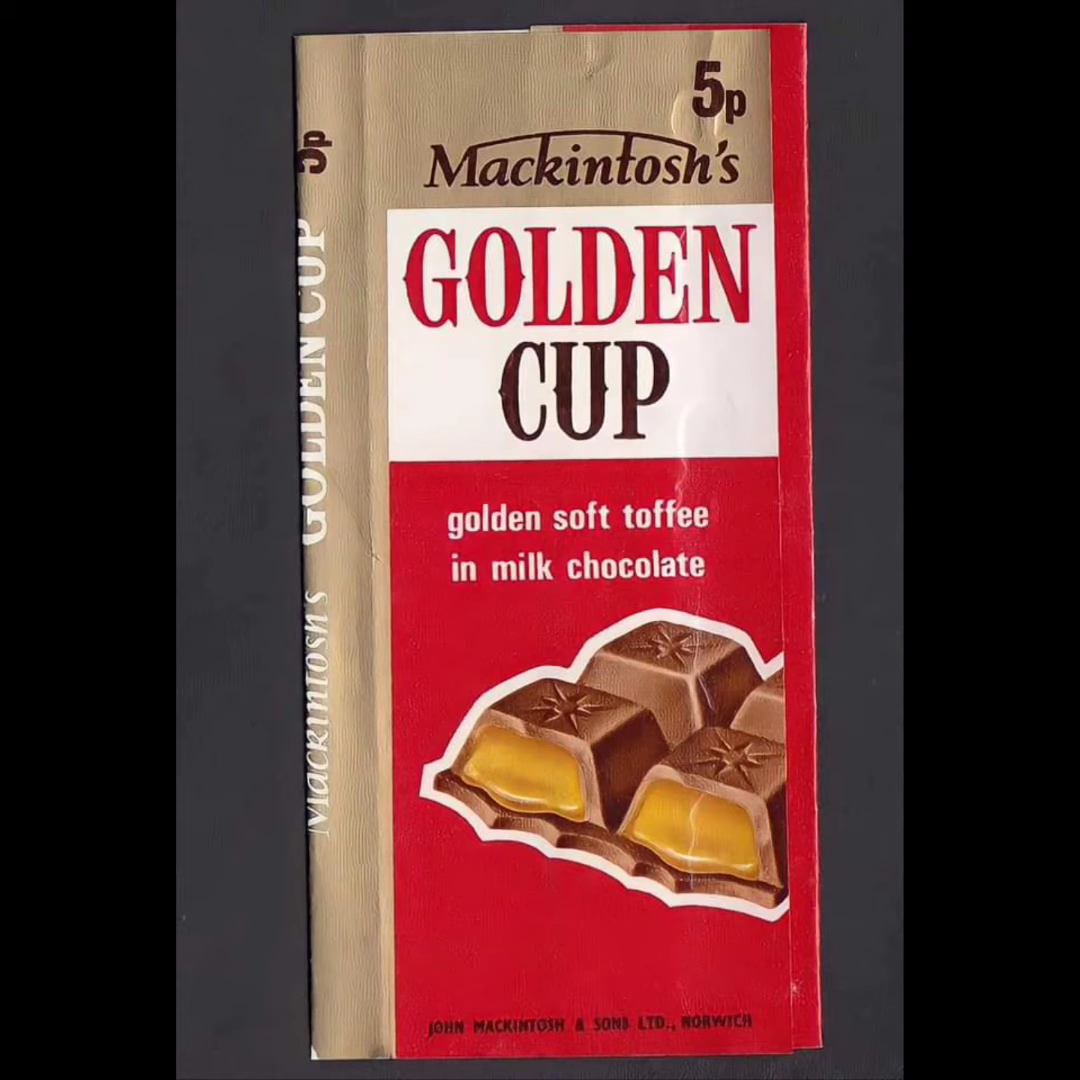 5p
Mackintosh's
GOLDEN
CUP
golden soft toffee
in milk chocolate
JOHN MACKINTOSH & SONS LTD., NORWICH
Mackintosh's GOLDEN CUP 5p